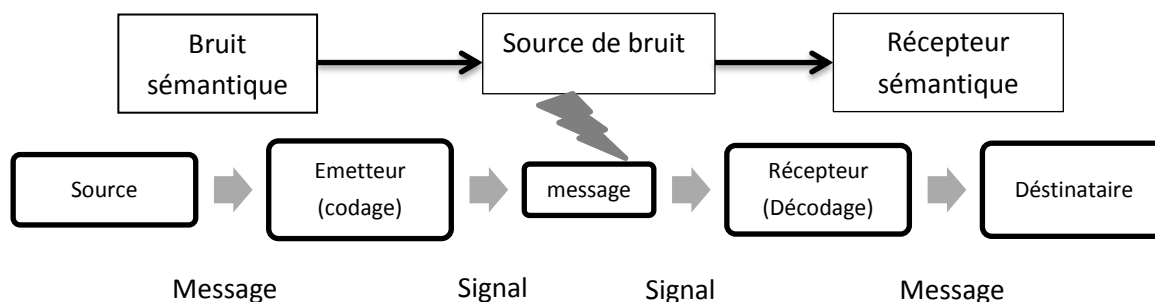 Bruit
sémantique
Source de bruit
Récepteur
sémantique
Source
Emetteur
(codage)
message
Récepteur
(Décodage)
Déstinataire
Message
Signal
Signal
Message